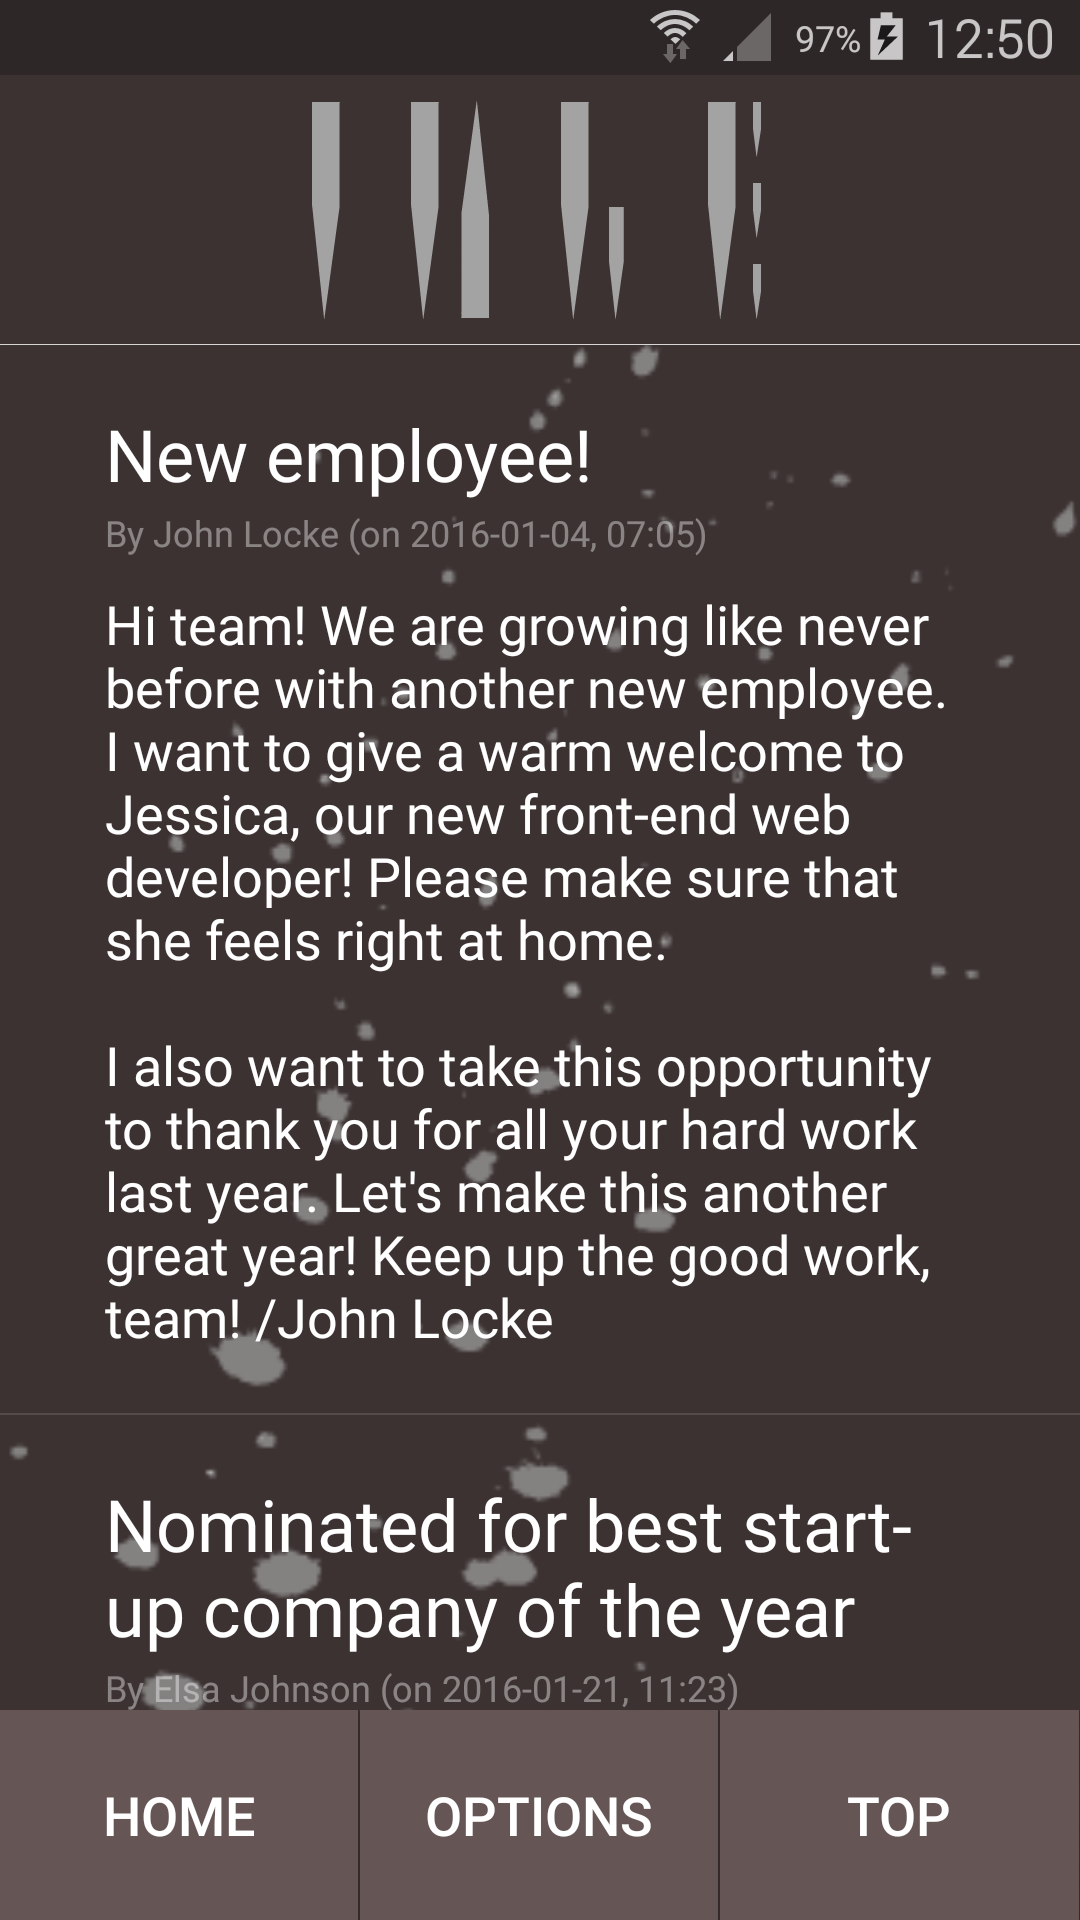 97% 12:50
New employee!
By John Locke (on 2016-01-04, 07:05)
Hi team! We are growing like never
before with another new employee.
I want to give a warm welcome to
Jessica, our new front-end web
developer! Please make sure that
she feels right at home.
I also want to take this opportunity
to thank you for all your hard work
last year. Let's make this another
great year! Keep up the good work,
team! /John Locke
Nominated for best start-
up company of the year
By Elsa Johnson (on 2016-01-21, 11:23)
HOME OPTIONS TOP